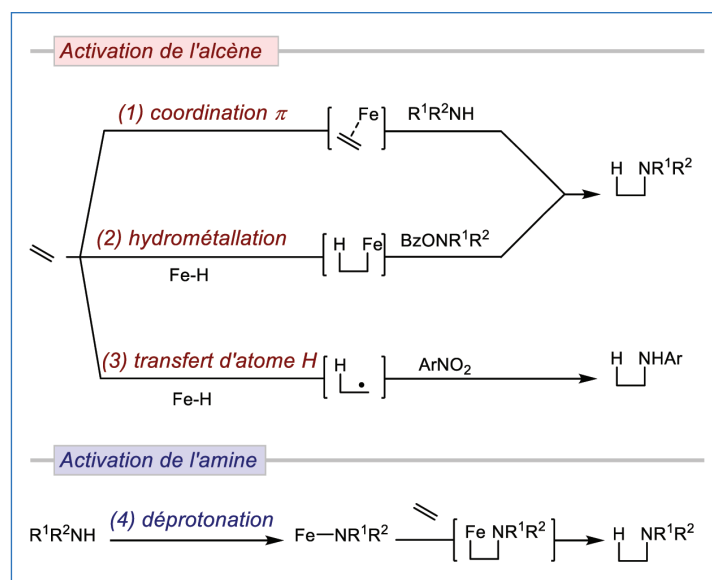 Activation de l'alcène
(1) coordination π
Fe
R¹R²NH
H NR¹R²
(2) hydrométallation
H Fe
BzONR¹R²
Fe-H
(3) transfert d'atome H
H
ArNO₂
H NHAr
Fe-H
Activation de l'amine
R¹R²NH
(4) déprotonation
Fe—NR¹R²
Fe NR¹R²
H NR¹R²